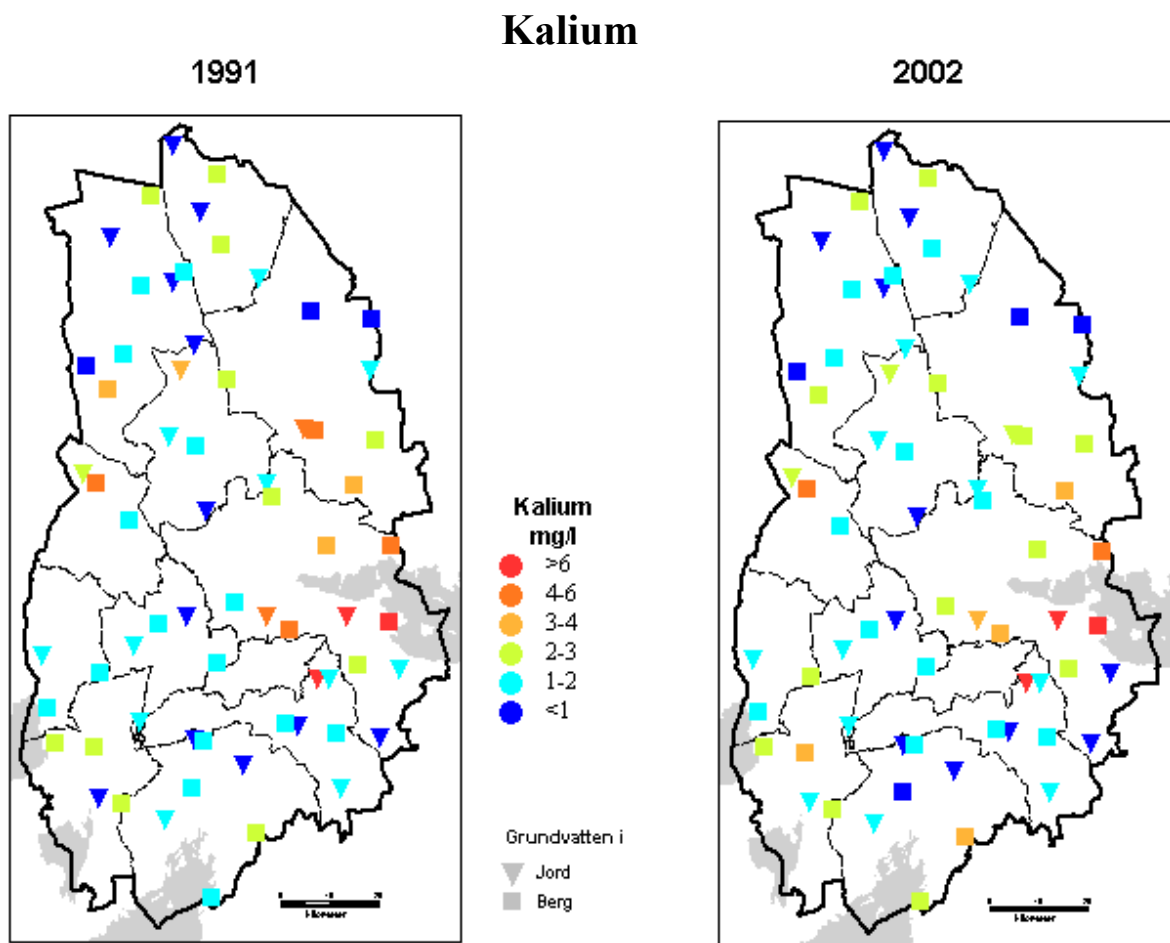 Kalium
1991
2002
Kalium
mg/l
>6
4-6
3-4
2-3
1-2
<1
Grundvatten i
Jord
Berg